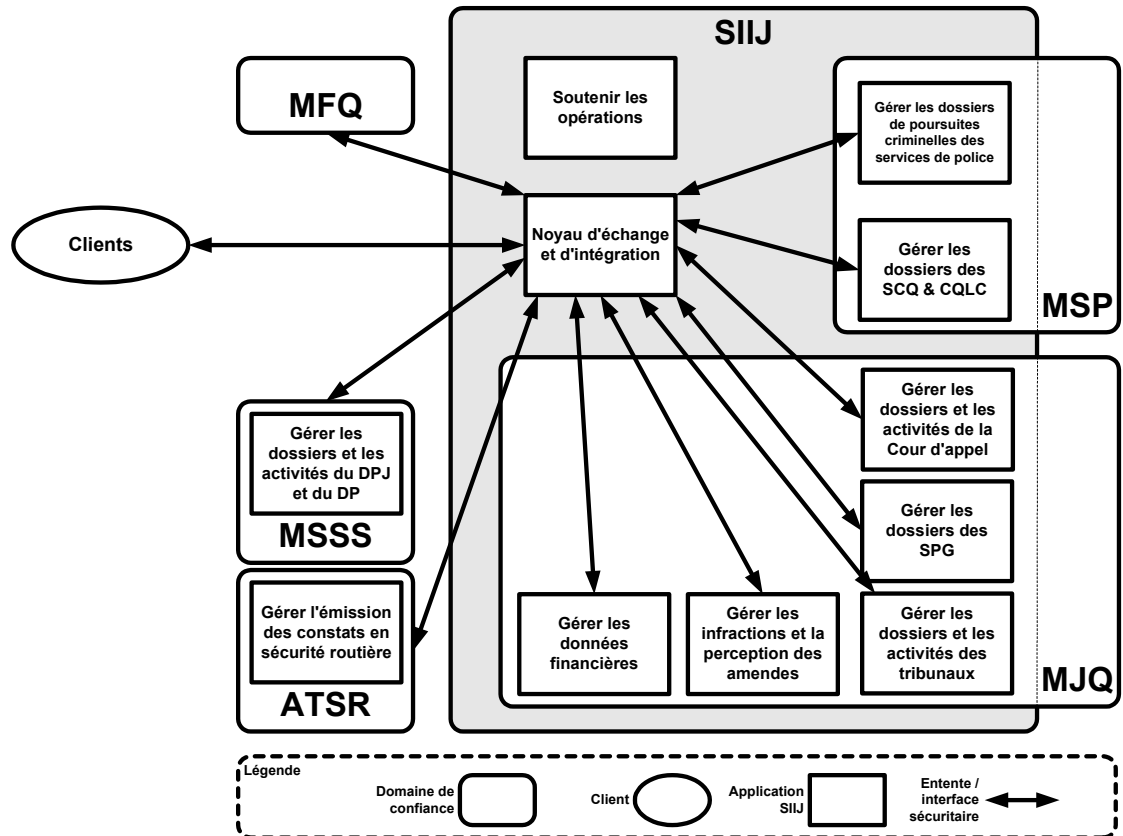 SIIJ
MFQ
Soutenir les
opérations
Gérer les dossiers
de poursuites
criminelles des
services de police
Clients
Noyau d'échange
et d'intégration
Gérer les
dossiers des
SCQ & CQLC
MSP
Gérer les
dossiers et les
activités du DPJ
et du DP
MSSS
Gérer les
dossiers et les
activités de la
Cour d'appel
Gérer les
dossiers des
SPG
Gérer l'émission
des constats en
sécurité routière
ATSR
Gérer les
données
financières
Gérer les
infractions et la
perception des
amendes
Gérer les
dossiers et les
activités des
tribunaux
MJQ
Légende
Domaine de
confiance
Client
Application
SIIJ
Entente /
interface
sécuritaire